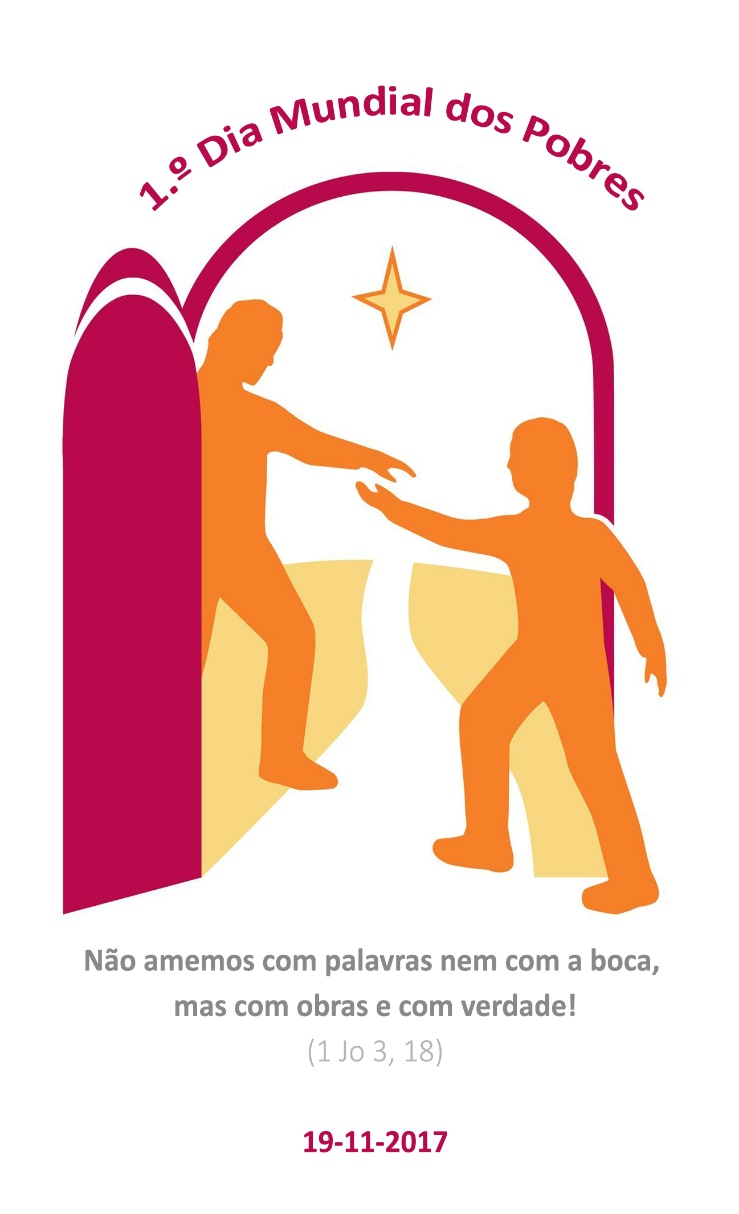 1.º Dia Mundial dos Pobres
Não amemos com palavras nem com a boca,
mas com obras e com verdade!
(1 Jo 3, 18)
19-11-2017